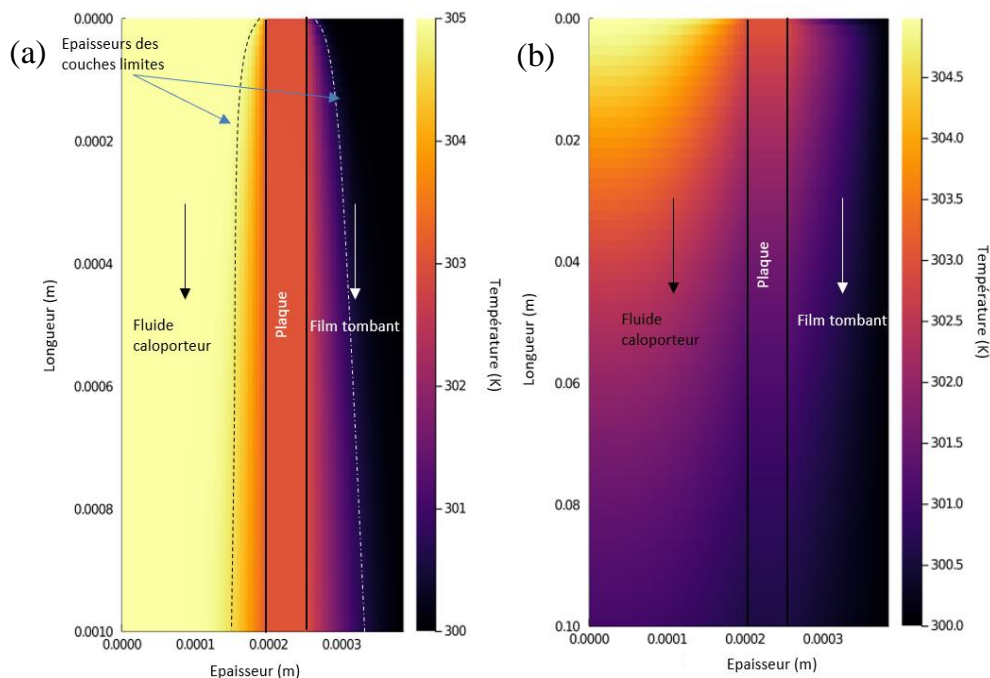 (a)
Epaisseurs des
couches limites
0.0000
0.0002
0.0004
0.0006
0.0008
0.0010
Longueur (m)
Fluide
caloporteur
Plaque
Film tombant
0.0000
0.0001
0.0002
0.0003
Epaisseur (m)
305
304
303
302
301
300
Température (K)
(b)
0.00
0.02
0.04
0.06
0.08
0.10
Longueur (m)
Fluide
caloporteur
Plaque
Film tombant
0.0000
0.0001
0.0002
0.0003
Epaisseur (m)
304.5
304.0
303.5
303.0
302.5
302.0
301.5
301.0
300.5
300.0
Température (K)